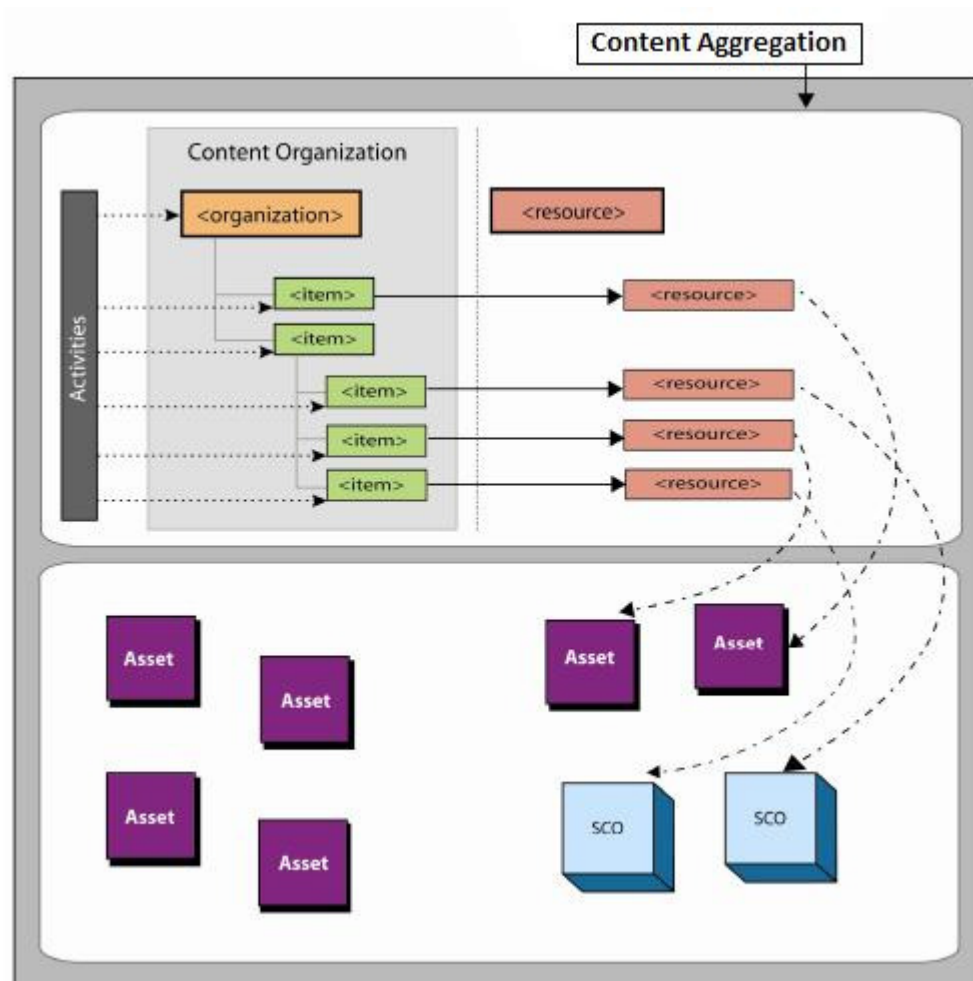 Content Aggregation
Content Organization
Activities
<organization>
<resource>
<item>
<resource>
<item>
<item>
<resource>
<item>
<resource>
<item>
<resource>
Asset
Asset
Asset
Asset
Asset
Asset
SCO
SCO